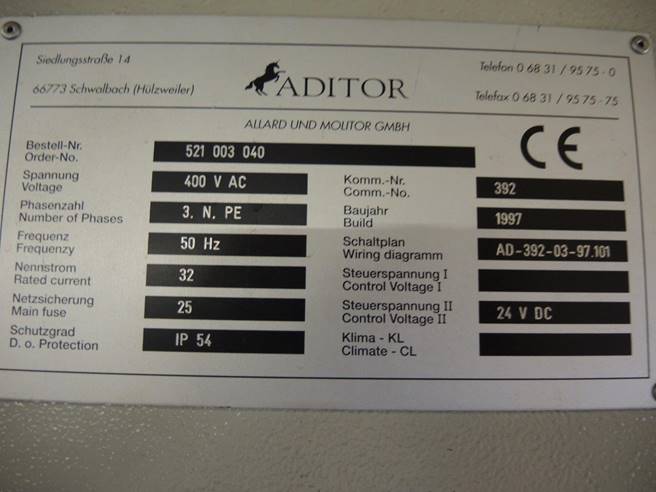 Siedlungsstraße 14
66773 Schwalbach (Hülzweiler)
ADITOR
Telefon 0 68 31 / 95 75 - 0
Telefax 0 68 31 / 95 75 - 75
ALLARD UND MOLITOR GMBH
CE
Bestell-Nr.
Order-No.
521 003 040
Spannung
Voltage
400 V AC
Phasenzahl
Number of Phases
3. N. PE
Frequenz
Frequenzy
50 Hz
Nennstrom
Rated current
32
Netzsicherung
Main fuse
25
Schutzgrad
D. o. Protection
IP 54
Komm.-Nr.
Comm.-No.
392
Baujahr
Build
1997
Schaltplan
Wiring diagramm
AD-392-03-97.101
Steuerspannung I
Control Voltage I
Steuerspannung II
Control Voltage II
24 V DC
Klima - KL
Climate - CL